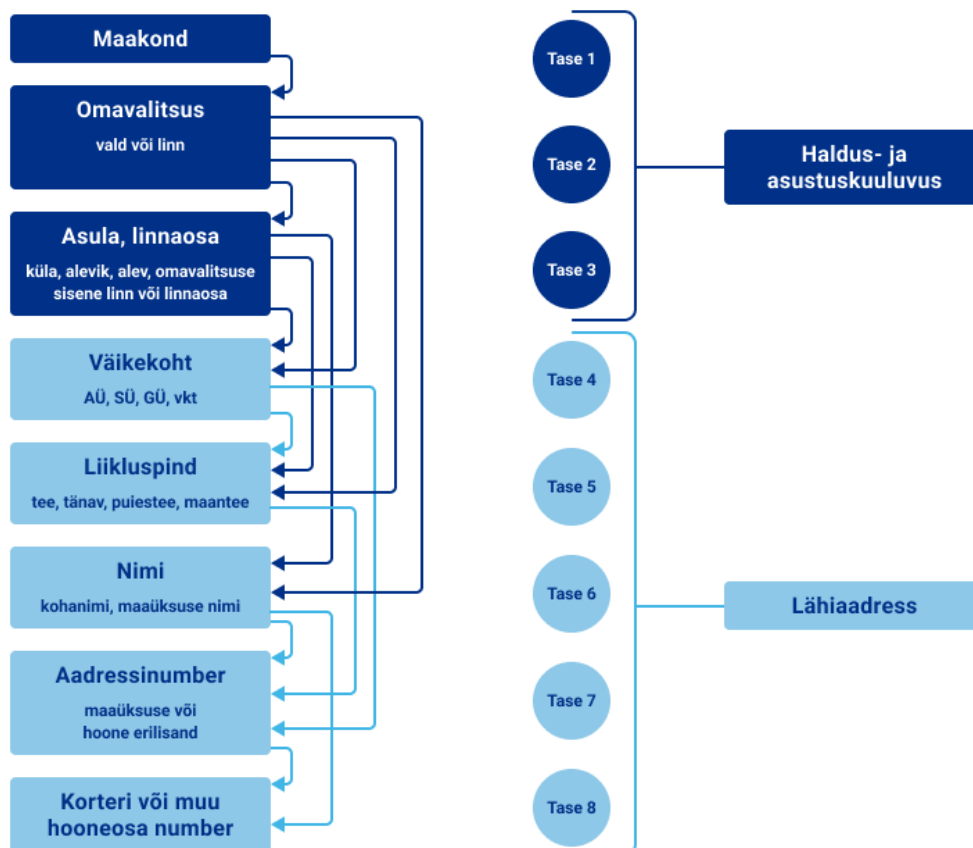 Maakond
Omavalitsus
vald või linn
Asula, linnaosa
küla, alevik, alev, omavalitsuse
sisene linn või linnaosa
Väikekoht
AÜ, SÜ, GÜ, vkt
Liikluspind
tee, tänav, puiestee, maantee
Nimi
kohanimi, maaüksuse nimi
Aadressinumber
maaüksuse või
hoone erilisand
Korteri või muu
hooneosa number
Tase 1
Tase 2
Tase 3
Tase 4
Tase 5
Tase 6
Tase 7
Tase 8
Haldus- ja
asustuskuuluvus
Lähiaadress